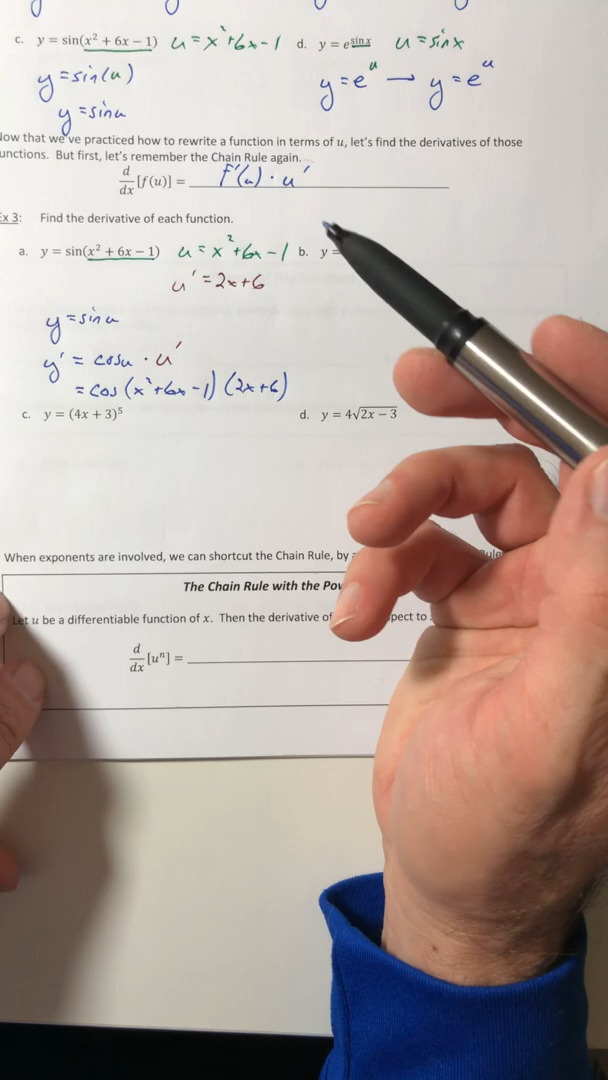 c. y = sin(x² + 6x − 1) u = x² + 6x − 1 d. y = e^sin x u = sin x
y = sin(u) y = e^u → y = e^u
y = sin u
Now that we've practiced how to rewrite a function in terms of u, let's find the derivatives of those
unctions. But first, let's remember the Chain Rule again.
d/dx [f(u)] = f'(u) · u'
Ex 3: Find the derivative of each function.
a. y = sin(x² + 6x − 1) u = x² + 6x − 1 b. y =
u' = 2x + 6
y = sin u
y' = cos u · u'
= cos(x² + 6x − 1)(2x + 6)
c. y = (4x + 3)⁵ d. y = 4√(2x − 3)
When exponents are involved, we can shortcut the Chain Rule, by
The Chain Rule with the
Let u be a differentiable function of x. Then the derivative of pect to
d/dx [uⁿ] =